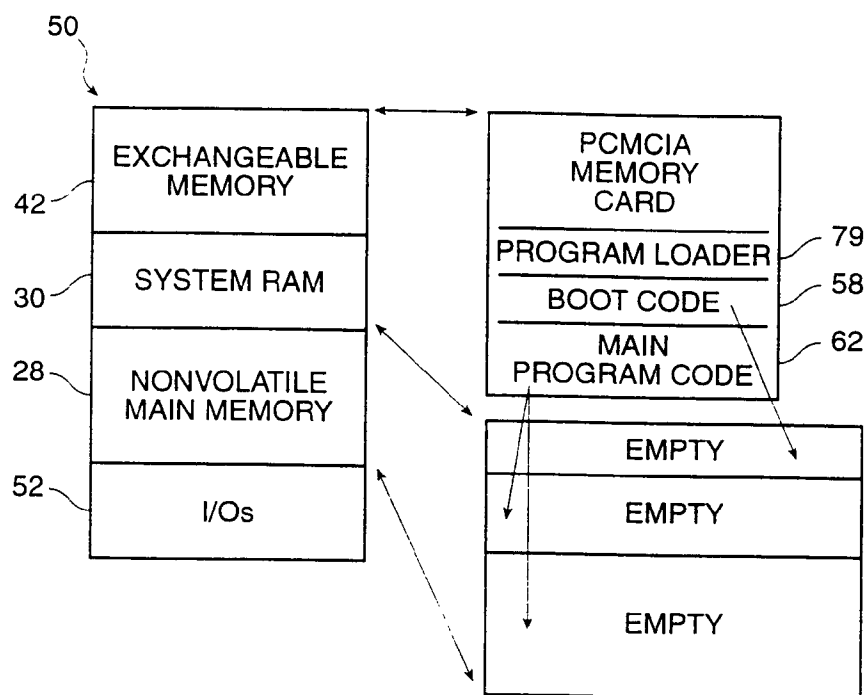 50
EXCHANGEABLE
MEMORY
42
SYSTEM RAM
30
28
NONVOLATILE
MAIN MEMORY
52
I/Os
PCMCIA
MEMORY
CARD
PROGRAM LOADER
79
BOOT CODE
58
MAIN
PROGRAM CODE
62
EMPTY
EMPTY
EMPTY